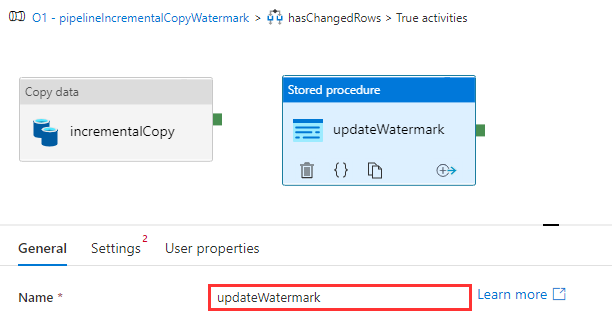 O1 - pipelineIncrementalCopyWatermark > hasChangedRows > True activities
Copy data
incrementalCopy
Stored procedure
updateWatermark
{}
General Settings 2 User properties
Name * updateWatermark Learn more